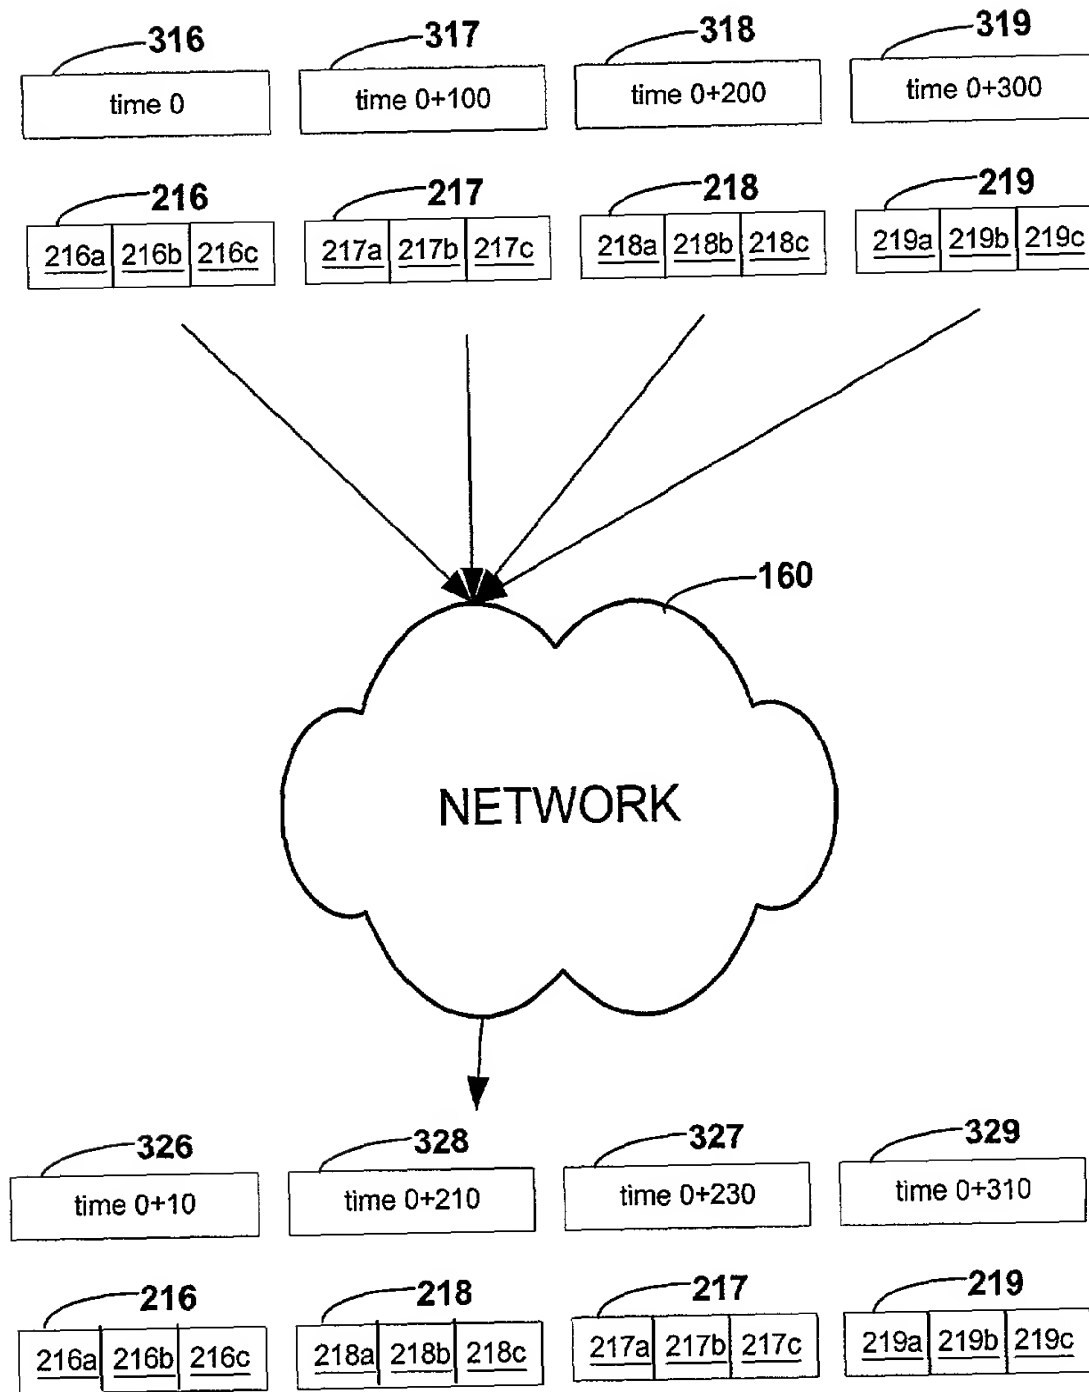 316 317 318 319
time 0 time 0+100 time 0+200 time 0+300
216 217 218 219
216a 216b 216c 217a 217b 217c 218a 218b 218c 219a 219b 219c
160
NETWORK
326 328 327 329
time 0+10 time 0+210 time 0+230 time 0+310
216 218 217 219
216a 216b 216c 218a 218b 218c 217a 217b 217c 219a 219b 219c